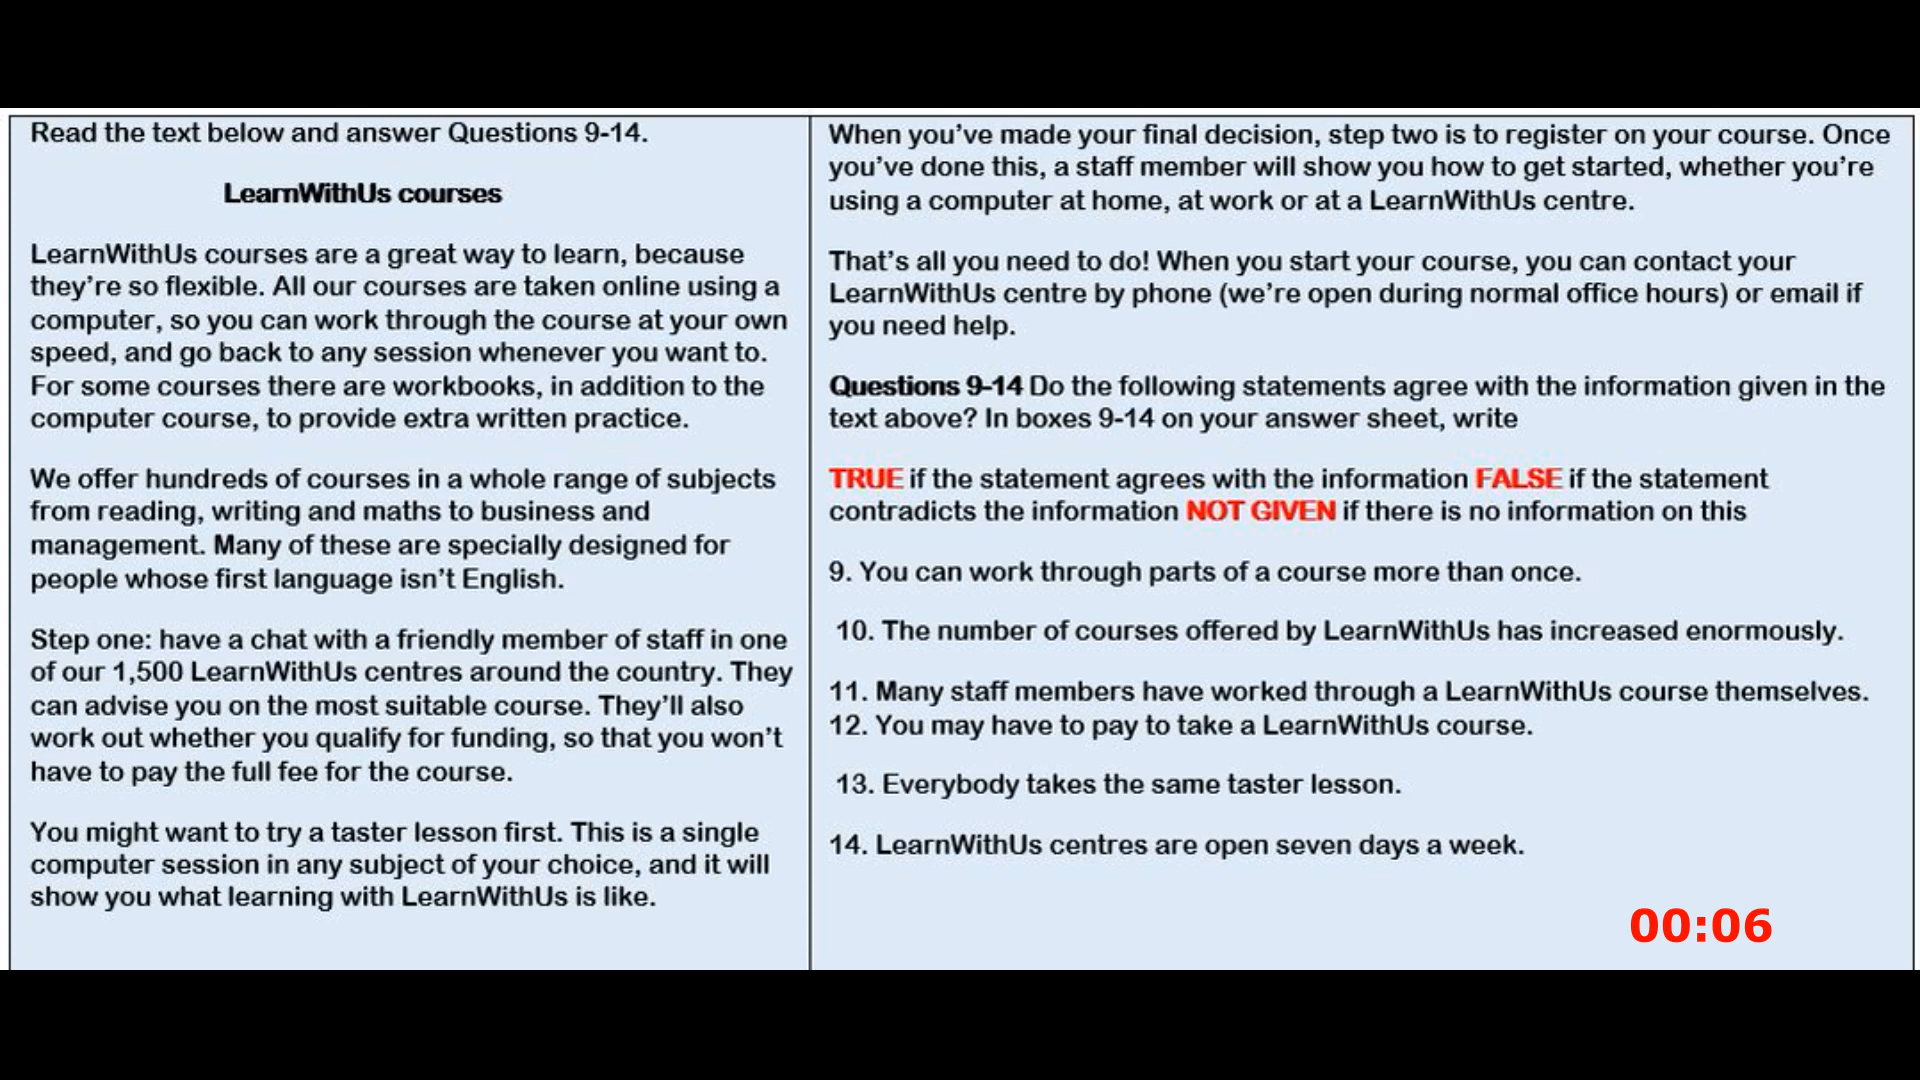 Read the text below and answer Questions 9-14.
LearnWithUs courses
LearnWithUs courses are a great way to learn, because
they're so flexible. All our courses are taken online using a
computer, so you can work through the course at your own
speed, and go back to any session whenever you want to.
For some courses there are workbooks, in addition to the
computer course, to provide extra written practice.
We offer hundreds of courses in a whole range of subjects
from reading, writing and maths to business and
management. Many of these are specially designed for
people whose first language isn't English.
Step one: have a chat with a friendly member of staff in one
of our 1,500 LearnWithUs centres around the country. They
can advise you on the most suitable course. They'll also
work out whether you qualify for funding, so that you won't
have to pay the full fee for the course.
You might want to try a taster lesson first. This is a single
computer session in any subject of your choice, and it will
show you what learning with LearnWithUs is like.
When you've made your final decision, step two is to register on your course. Once
you've done this, a staff member will show you how to get started, whether you're
using a computer at home, at work or at a LearnWithUs centre.
That's all you need to do! When you start your course, you can contact your
LearnWithUs centre by phone (we're open during normal office hours) or email if
you need help.
Questions 9-14 Do the following statements agree with the information given in the
text above? In boxes 9-14 on your answer sheet, write
TRUE if the statement agrees with the information FALSE if the statement
contradicts the information NOT GIVEN if there is no information on this
9. You can work through parts of a course more than once.
10. The number of courses offered by LearnWithUs has increased enormously.
11. Many staff members have worked through a LearnWithUs course themselves.
12. You may have to pay to take a LearnWithUs course.
13. Everybody takes the same taster lesson.
14. LearnWithUs centres are open seven days a week.
00:06